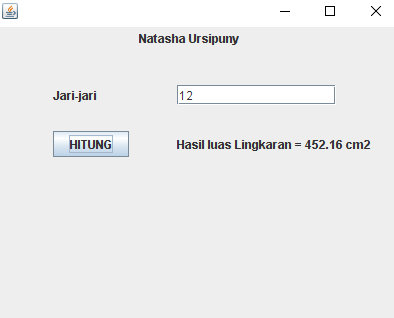 Natasha Ursipuny
Jari-jari
12
HITUNG
Hasil luas Lingkaran = 452.16 cm2